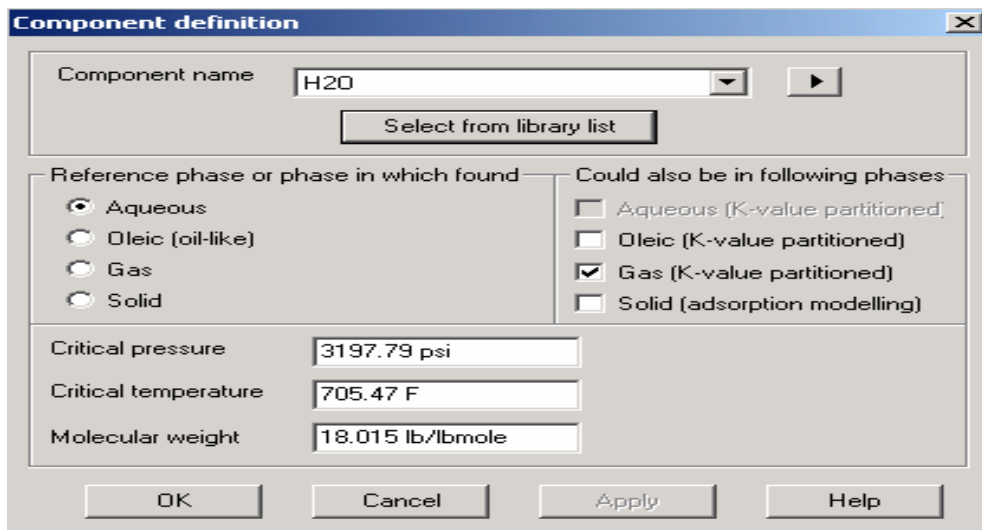 Component definition
Component name
H2O
Select from library list
Reference phase or phase in which found
Aqueous
Oleic (oil-like)
Gas
Solid
Could also be in following phases
Aqueous (K-value partitioned)
Oleic (K-value partitioned)
Gas (K-value partitioned)
Solid (adsorption modelling)
Critical pressure
3197.79 psi
Critical temperature
705.47 F
Molecular weight
18.015 lb/lbmole
OK
Cancel
Apply
Help